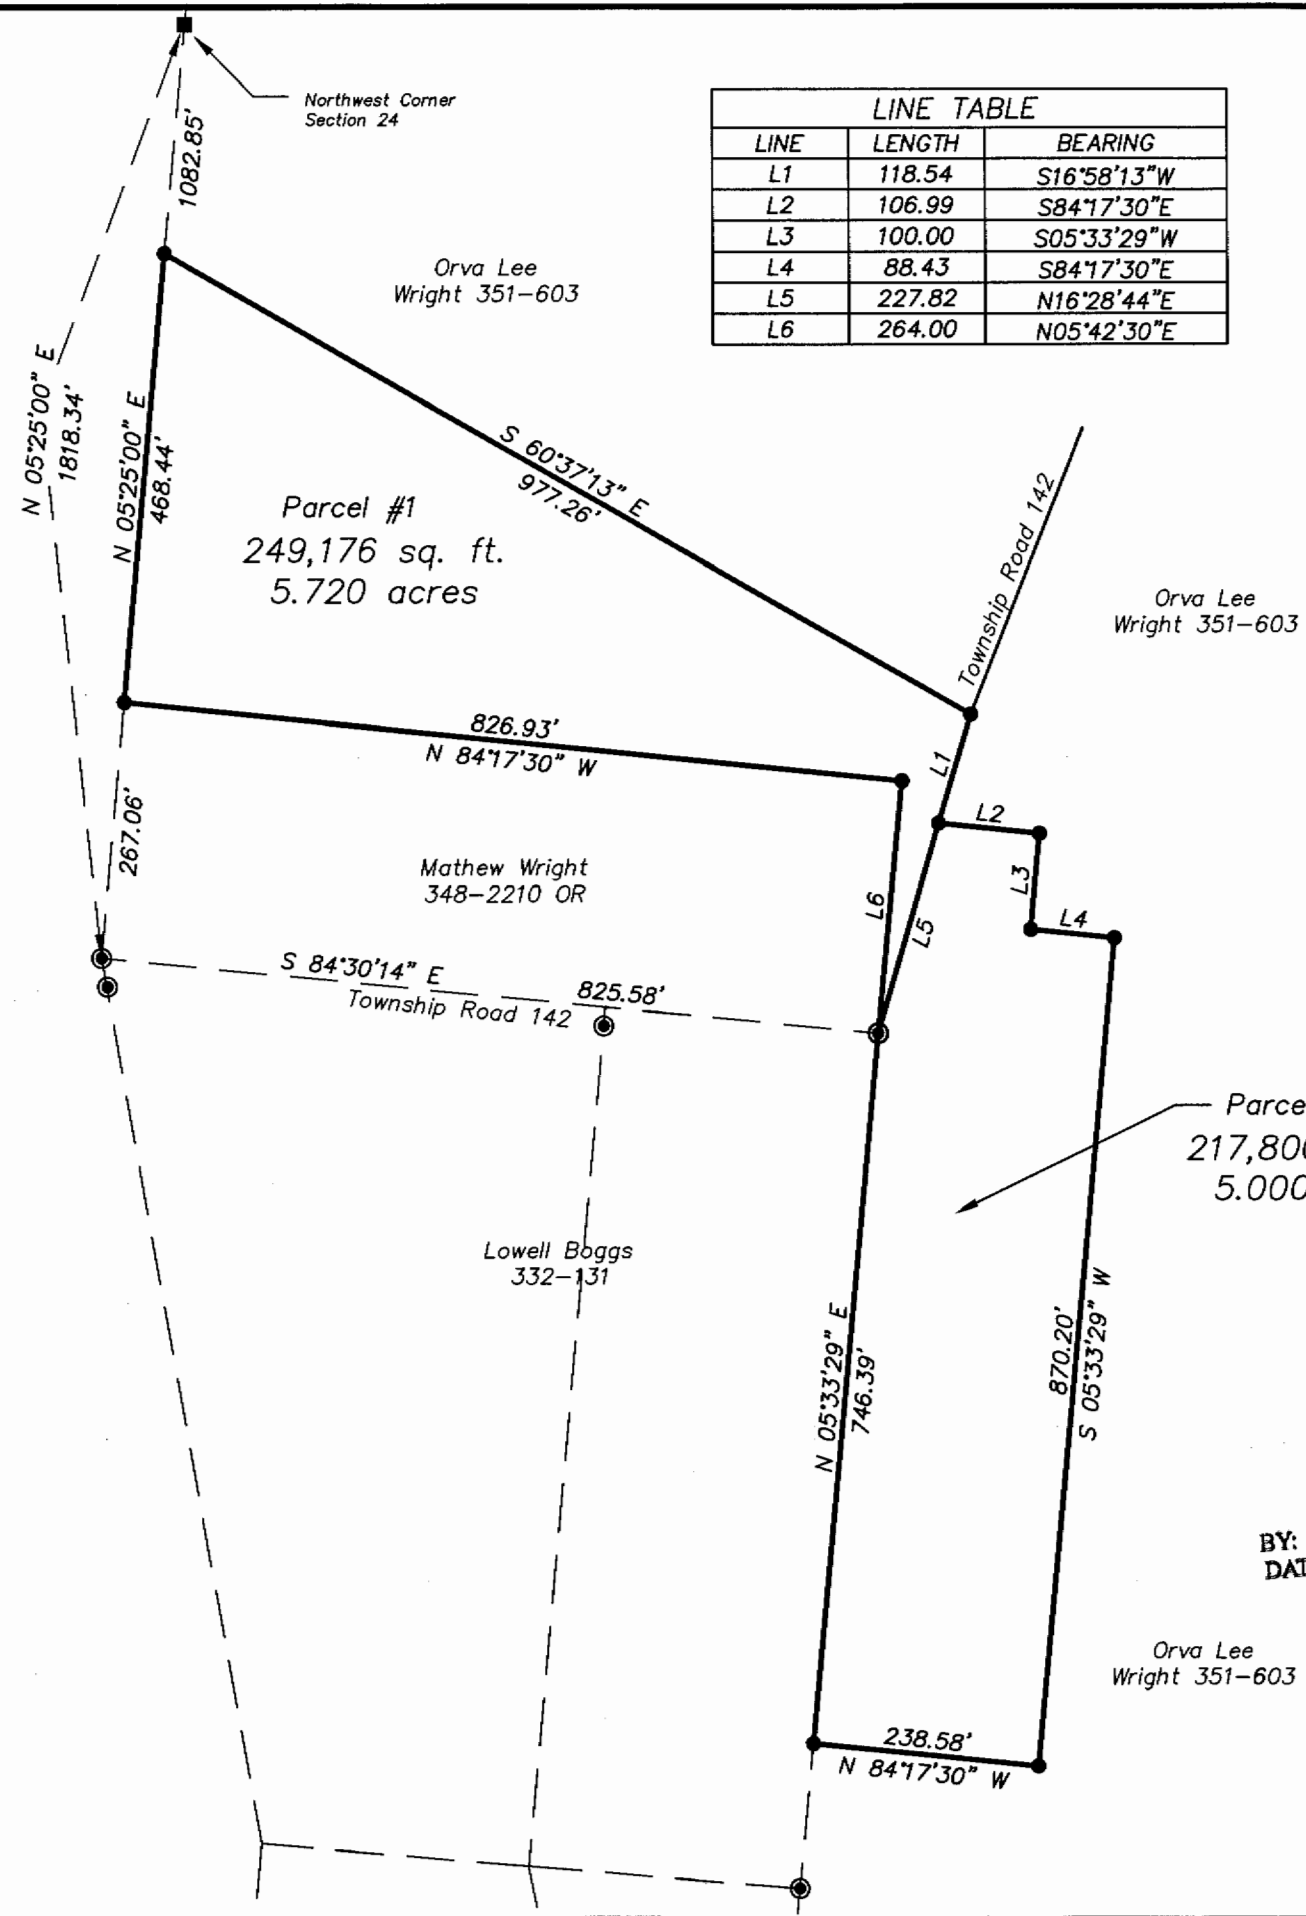 Northwest Corner
Section 24
1082.85'
LINE TABLE
LINE LENGTH BEARING
L1 118.54 S16°58'13"W
L2 106.99 S84°17'30"E
L3 100.00 S05°33'29"W
L4 88.43 S84°17'30"E
L5 227.82 N16°28'44"E
L6 264.00 N05°42'30"E
Orva Lee
Wright 351-603
N 05°25'00" E
1818.34'
N 05°25'00" E
468.44'
S 60°37'13" E
977.26'
Parcel #1
249,176 sq. ft.
5.720 acres
Township Road 142
Orva Lee
Wright 351-603
826.93'
N 84°17'30" W
L1
L2
L3
L4
L5
L6
267.06'
Mathew Wright
348-2210 OR
S 84°30'14" E
825.58'
Township Road 142
Parce
217,800
5.000
Lowell Boggs
332-131
N 05°33'29" E
746.39'
870.20'
S 05°33'29" W
BY:
DAT
Orva Lee
Wright 351-603
238.58'
N 84°17'30" W